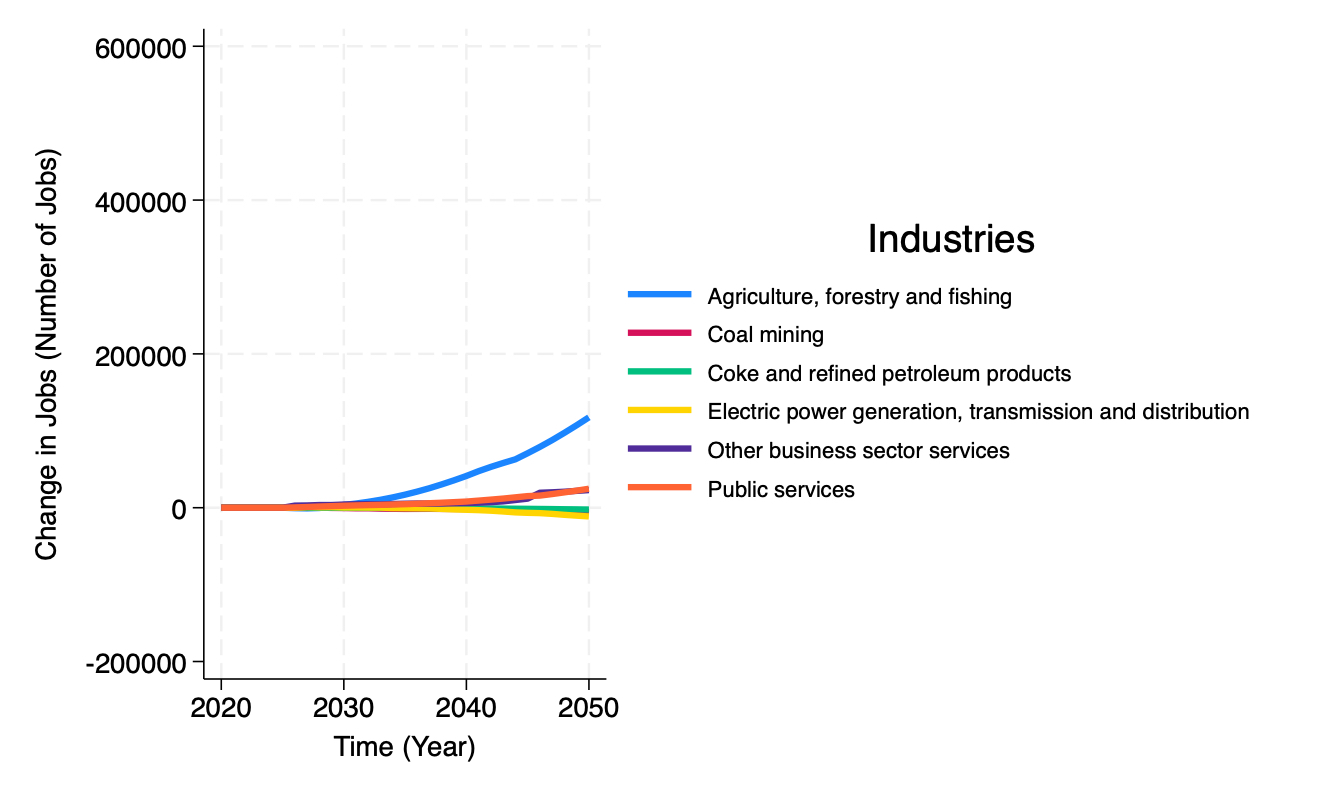 600000
400000
200000
0
-200000
Change in Jobs (Number of Jobs)
2020 2030 2040 2050
Time (Year)
Industries
Agriculture, forestry and fishing
Coal mining
Coke and refined petroleum products
Electric power generation, transmission and distribution
Other business sector services
Public services